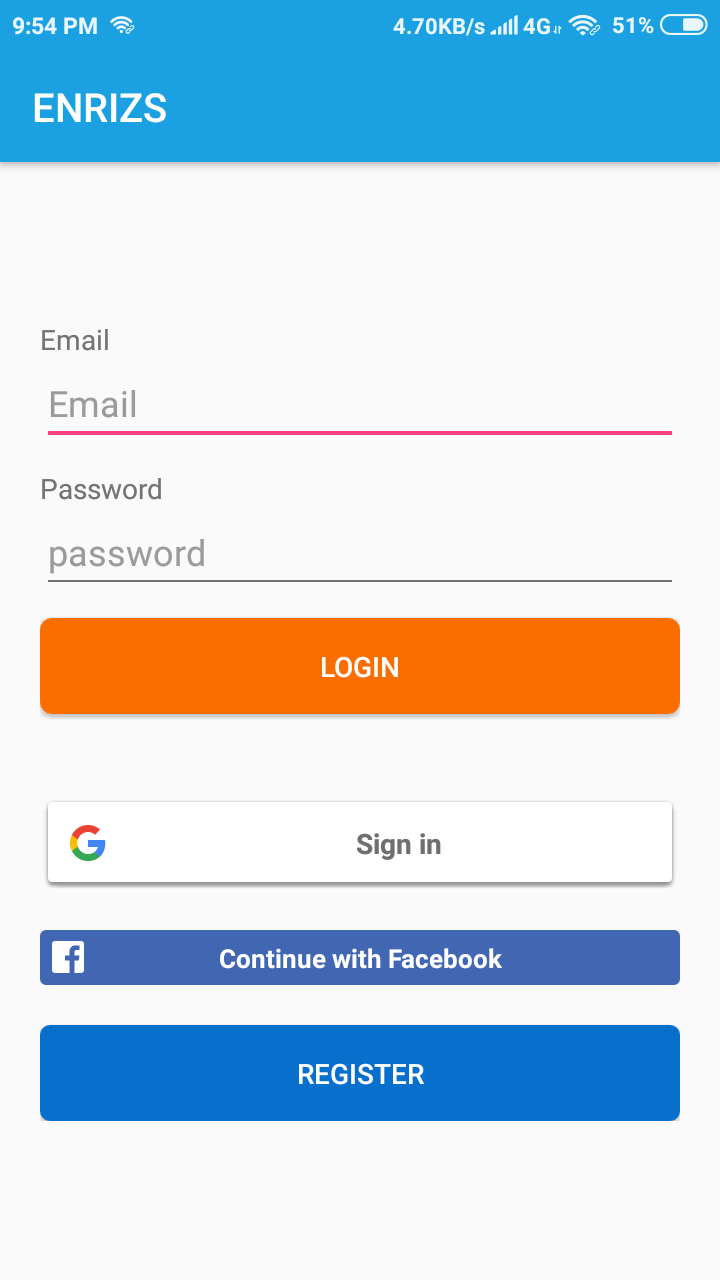 9:54 PM 4.70KB/s 4G 51%
ENRIZS
Email
Email
Password
password
LOGIN
Sign in
Continue with Facebook
REGISTER